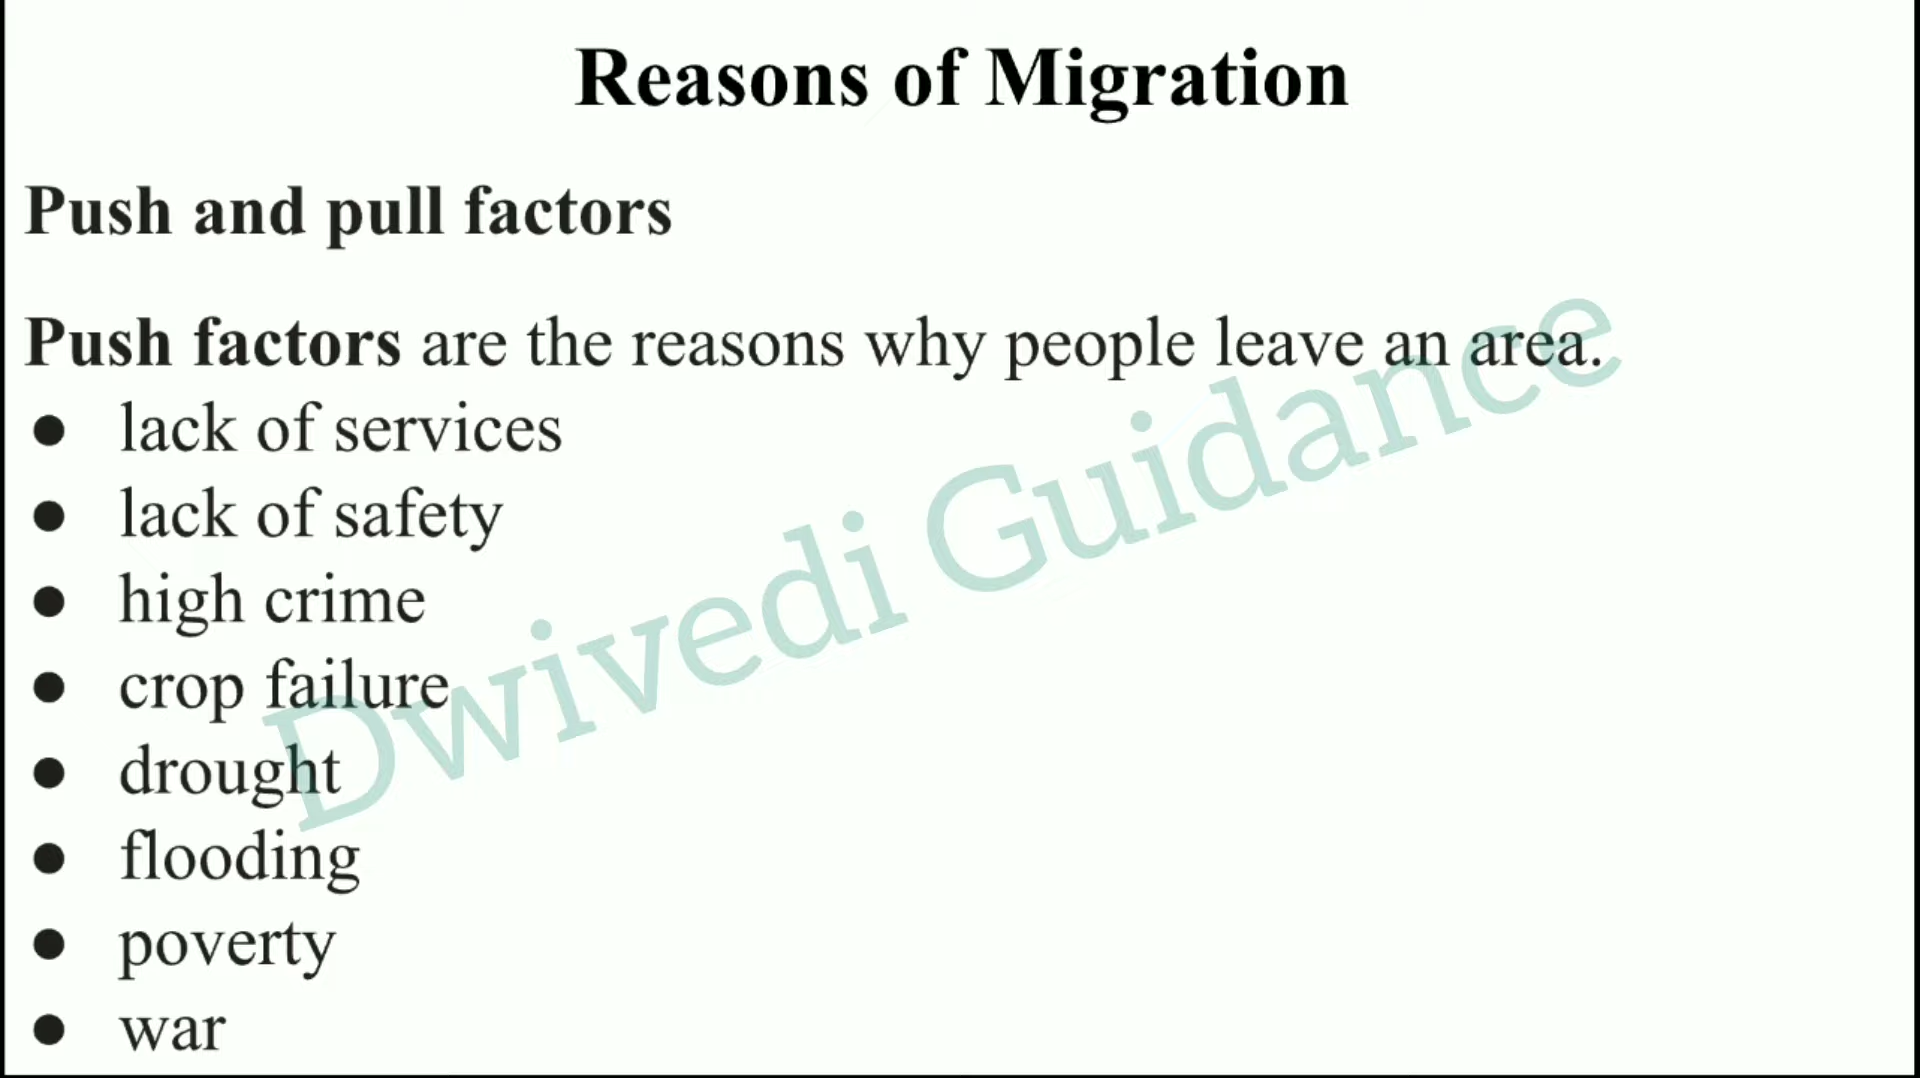 Reasons of Migration
Push and pull factors
Push factors are the reasons why people leave an area.
● lack of services
● lack of safety
● high crime
● crop failure
● drought
● flooding
● poverty
● war
Dwivedi Guidance